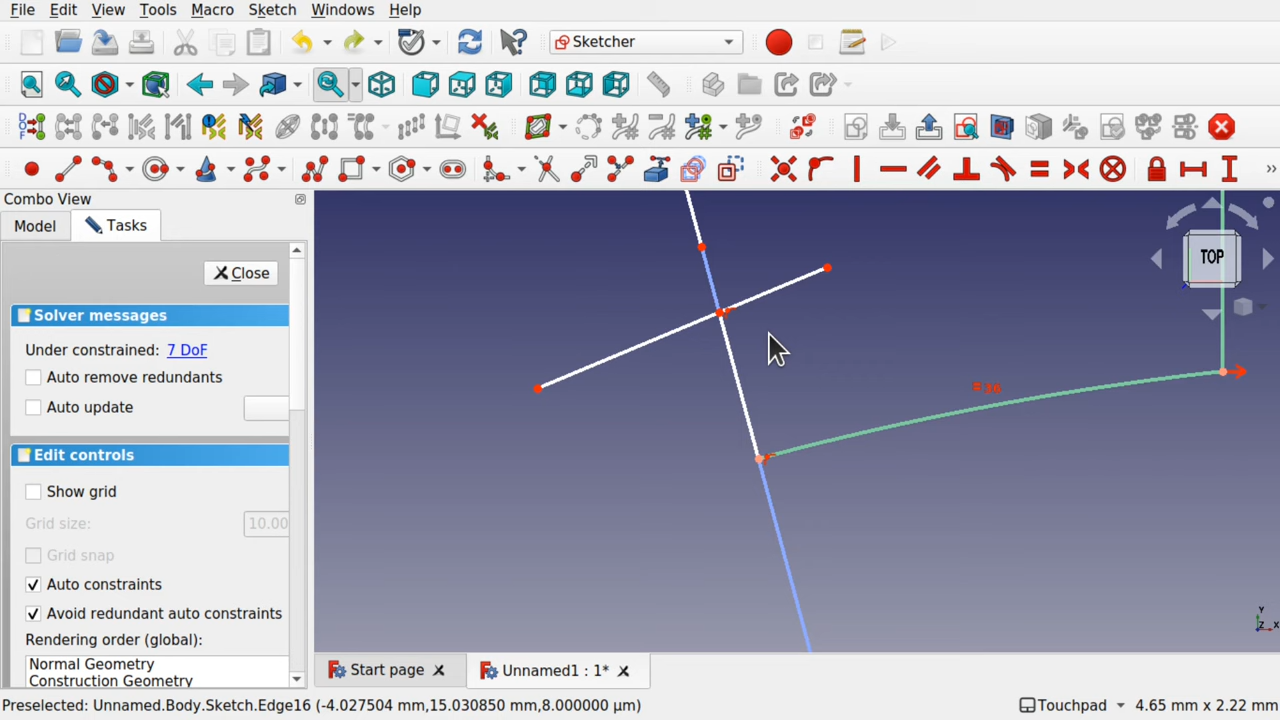 File Edit View Tools Macro Sketch Windows Help
Sketcher
DOF
»
Combo View
Model Tasks
Close
Solver messages
Under constrained: 7 DoF
Auto remove redundants
Auto update
Edit controls
Show grid
Grid size: 10.00
Grid snap
Auto constraints
Avoid redundant auto constraints
Rendering order (global):
Normal Geometry
Construction Geometry
TOP
Y
Z X
Start page
Unnamed1 : 1*
Preselected: Unnamed.Body.Sketch.Edge16 (-4.027504 mm,15.030850 mm,8.000000 μm)
Touchpad 4.65 mm x 2.22 mm